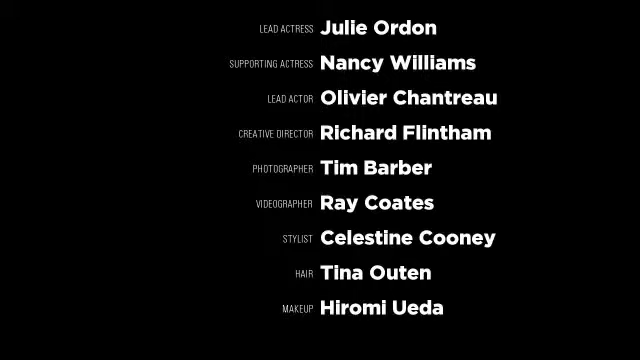 LEAD ACTRESS Julie Ordon
SUPPORTING ACTRESS Nancy Williams
LEAD ACTOR Olivier Chantreau
CREATIVE DIRECTOR Richard Flintham
PHOTOGRAPHER Tim Barber
VIDEOGRAPHER Ray Coates
STYLIST Celestine Cooney
HAIR Tina Outen
MAKEUP Hiromi Ueda